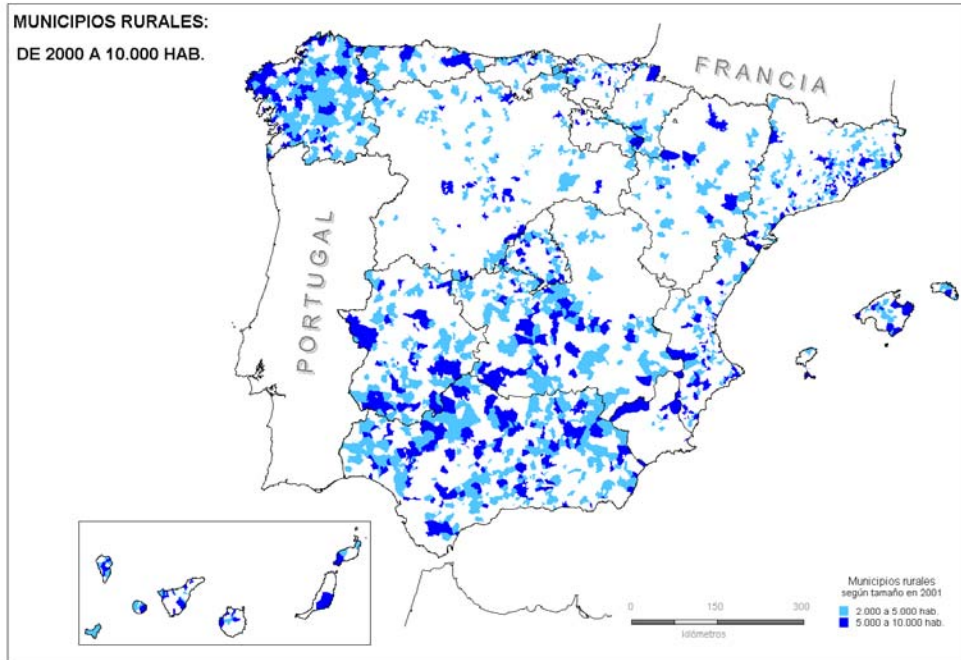 MUNICIPIOS RURALES:
DE 2000 A 10.000 HAB.
FRANCIA
PORTUGAL
Municipios rurales
según tamaño en 2001
2.000 a 5.000 hab.
5.000 a 10.000 hab.
0 150 300
kilómetros